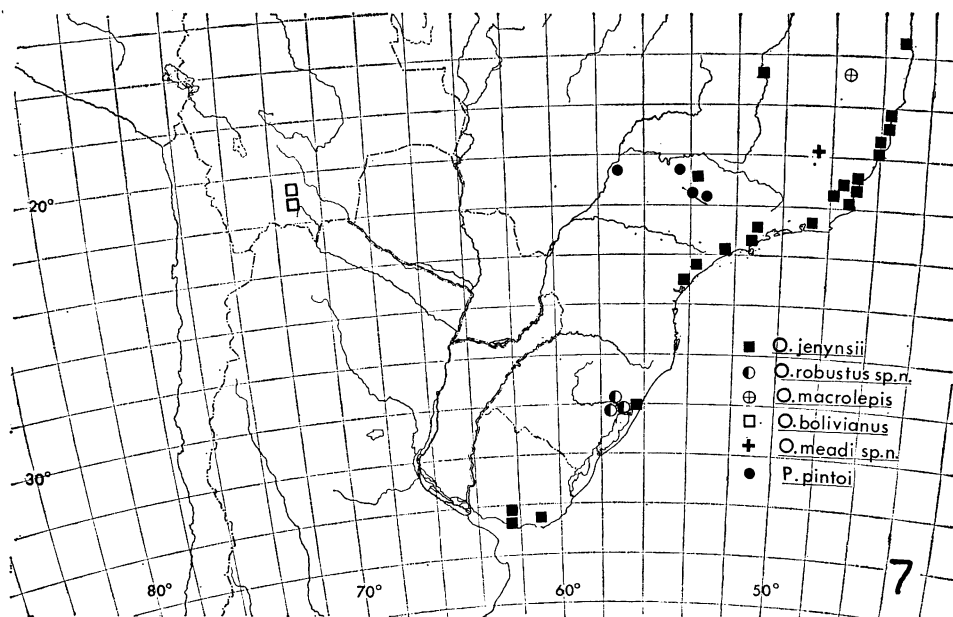 20°
O. jenynsii
O. robustus sp.n.
O. macrolepis
O. bolivianus
O. meadi sp.n.
P. pintoi
30°
80°
70°
60°
50°
7